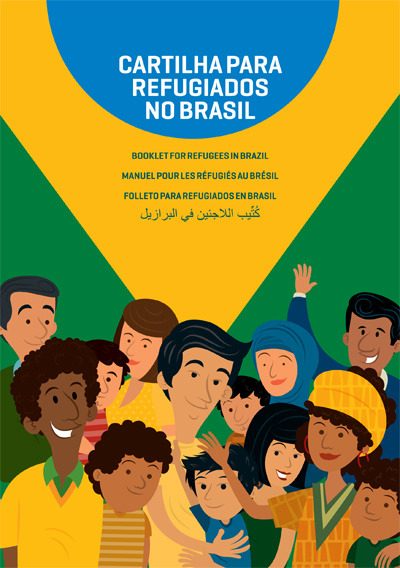 CARTILHA PARA
REFUGIADOS
NO BRASIL
BOOKLET FOR REFUGEES IN BRAZIL
MANUEL POUR LES RÉFUGIÉS AU BRÉSIL
FOLLETO PARA REFUGIADOS EN BRASIL
كُتَيِّب اللاجئين في البرازيل